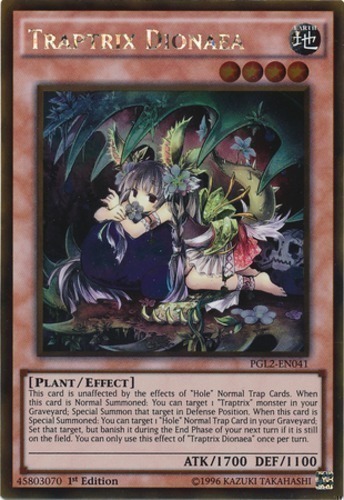 TRAPTRIX DIONAEA
EARTH
地
PGL2-EN041
[PLANT/EFFECT]
This card is unaffected by the effects of "Hole" Normal Trap Cards. When
this card is Normal Summoned: You can target 1 "Traptrix" monster in
your Graveyard; Special Summon that target in Defense Position. When this
card is Special Summoned: You can target 1 "Hole" Normal Trap Card in your Graveyard;
Set that target, but banish it during the End Phase of your next turn if it is still
on the field. You can only use this effect of "Traptrix Dionaea" once per turn.
ATK/1700 DEF/1100
45803070 1st Edition ©1996 KAZUKI TAKAHASHI